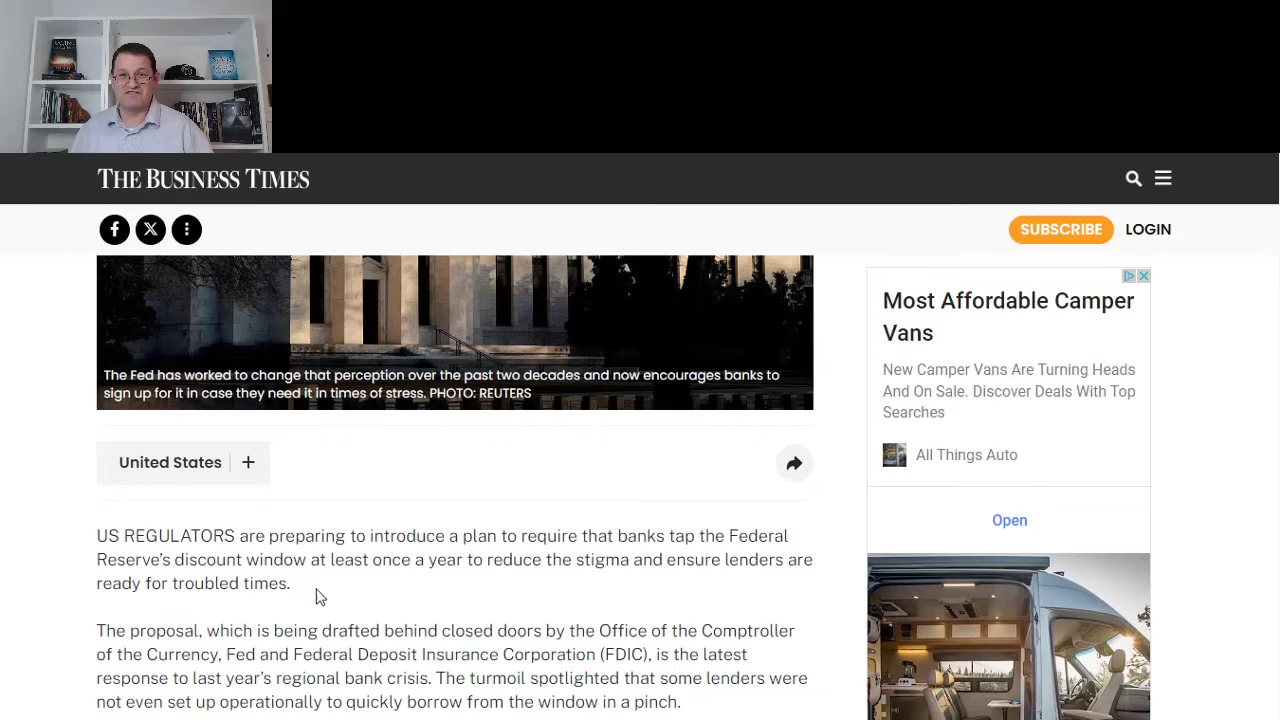 THE BUSINESS TIMES
SUBSCRIBE
LOGIN
The Fed has worked to change that perception over the past two decades and now encourages banks to
sign up for it in case they need it in times of stress. PHOTO: REUTERS
United States
US REGULATORS are preparing to introduce a plan to require that banks tap the Federal
Reserve's discount window at least once a year to reduce the stigma and ensure lenders are
ready for troubled times.
The proposal, which is being drafted behind closed doors by the Office of the Comptroller
of the Currency, Fed and Federal Deposit Insurance Corporation (FDIC), is the latest
response to last year's regional bank crisis. The turmoil spotlighted that some lenders were
not even set up operationally to quickly borrow from the window in a pinch.
Most Affordable Camper
Vans
New Camper Vans Are Turning Heads
And On Sale. Discover Deals With Top
Searches
All Things Auto
Open